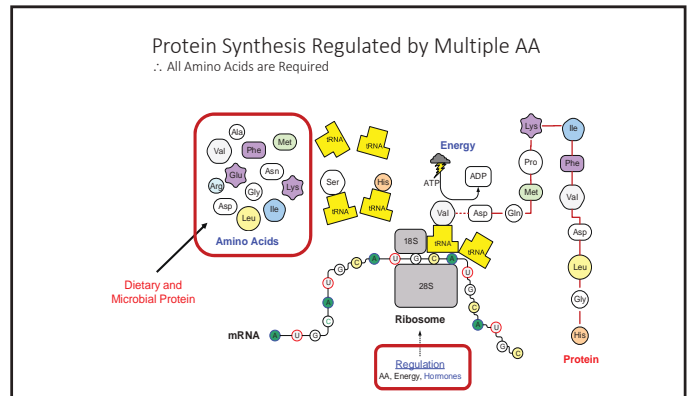 Protein Synthesis Regulated by Multiple AA
∴ All Amino Acids are Required
Ala
Val
Phe
Met
Glu
Asn
Arg
Gly
Lys
Asp
Leu
Ile
Amino Acids
Dietary and
Microbial Protein
tRNA
tRNA
Ser
tRNA
His
tRNA
Energy
ATP
ADP
Lys
Ile
Pro
Phe
Met
Val
Val
Asp
Gln
Asp
Leu
Gly
His
Protein
18S
tRNA
tRNA
28S
Ribosome
mRNA
A
U
G
C
A
A
U
G
C
A
U
G
C
A
U
G
C
A
U
G
C
Regulation
AA, Energy, Hormones